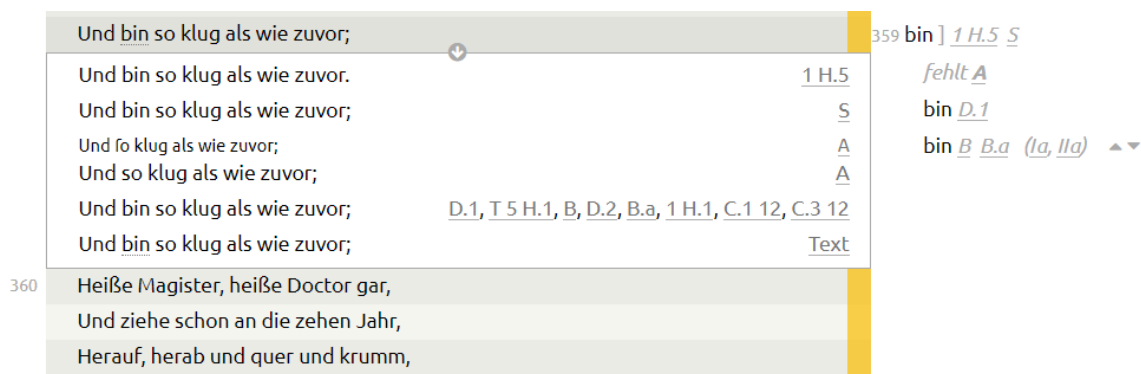 Und bin so klug als wie zuvor;
359 bin ] 1 H.5 S
Und bin so klug als wie zuvor. 1 H.5
fehlt A
Und bin so klug als wie zuvor; S
bin D.1
Und ſo klug als wie zuvor; A
bin B B.a (Ia, IIa)
Und so klug als wie zuvor; A
Und bin so klug als wie zuvor; D.1, T 5 H.1, B, D.2, B.a, 1 H.1, C.1 12, C.3 12
Und bin so klug als wie zuvor; Text
360 Heiße Magister, heiße Doctor gar,
Und ziehe schon an die zehen Jahr,
Herauf, herab und quer und krumm,